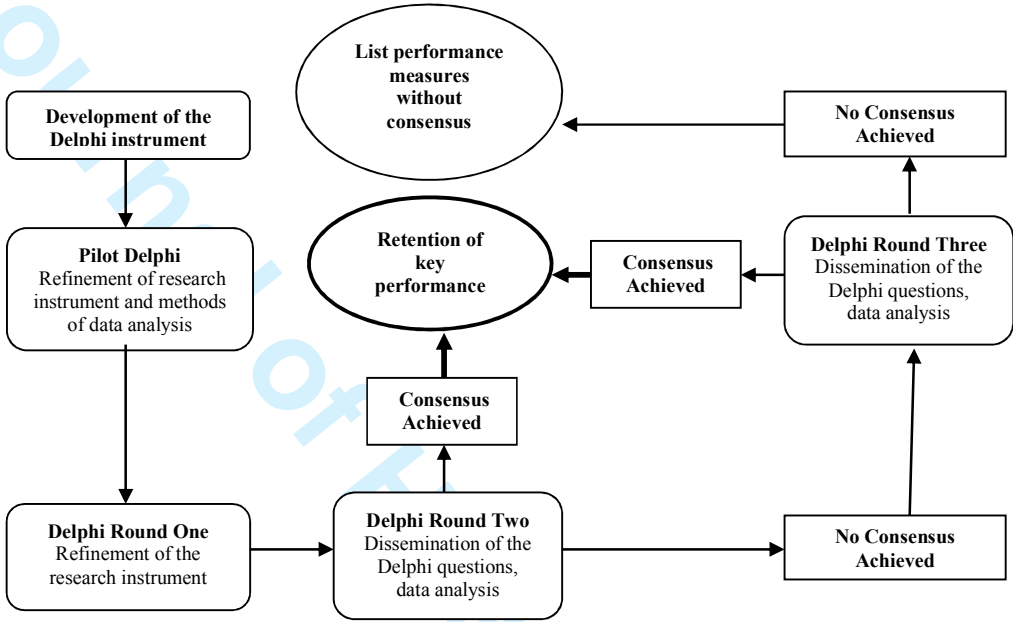 List performance
measures
without
consensus
Development of the
Delphi instrument
No Consensus
Achieved
Pilot Delphi
Refinement of research
instrument and methods
of data analysis
Retention of
key
performance
Consensus
Achieved
Delphi Round Three
Dissemination of the
Delphi questions,
data analysis
Consensus
Achieved
Delphi Round One
Refinement of the
research instrument
Delphi Round Two
Dissemination of the
Delphi questions,
data analysis
No Consensus
Achieved